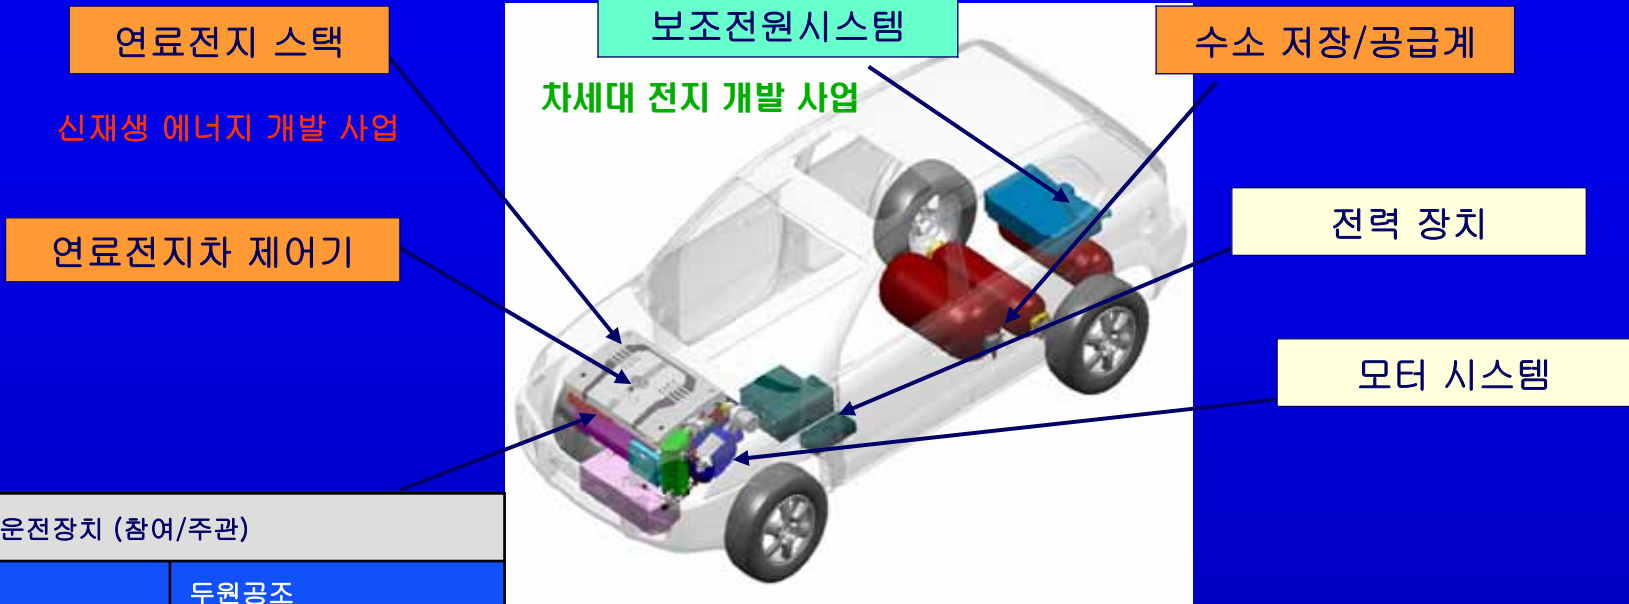 연료전지 스택
보조전원시스템
수소 저장/공급계
차세대 전지 개발 사업
신재생 에너지 개발 사업
연료전지차 제어기
전력 장치
모터 시스템
운전장치 (참여/주관)
두원공조